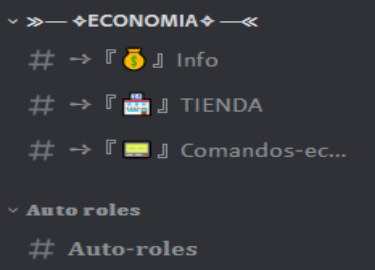 ≫— ✧ECONOMIA✧ —≪
# ➙ 『💰』 Info
# ➙ 『🏪』 TIENDA
# ➙ 『📟』 Comandos-ec...
Auto roles
# Auto-roles